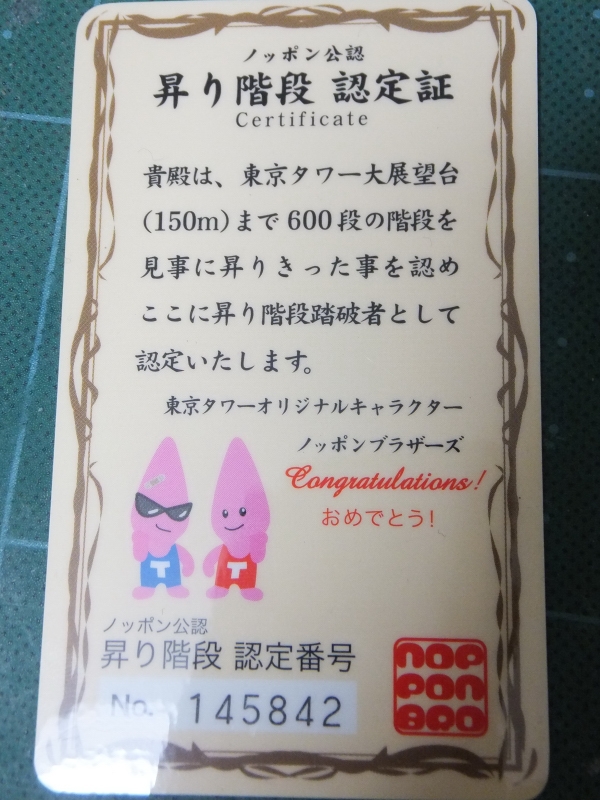 ノッポン公認
昇り階段 認定証
Certificate
貴殿は、東京タワー大展望台
(150m)まで600段の階段を
見事に昇りきった事を認め
ここに昇り階段踏破者として
認定いたします。
東京タワーオリジナルキャラクター
ノッポンブラザーズ
Congratulations!
おめでとう!
T
T
ノッポン公認
昇り階段 認定番号
No. 145842
NOP
PON
BRO